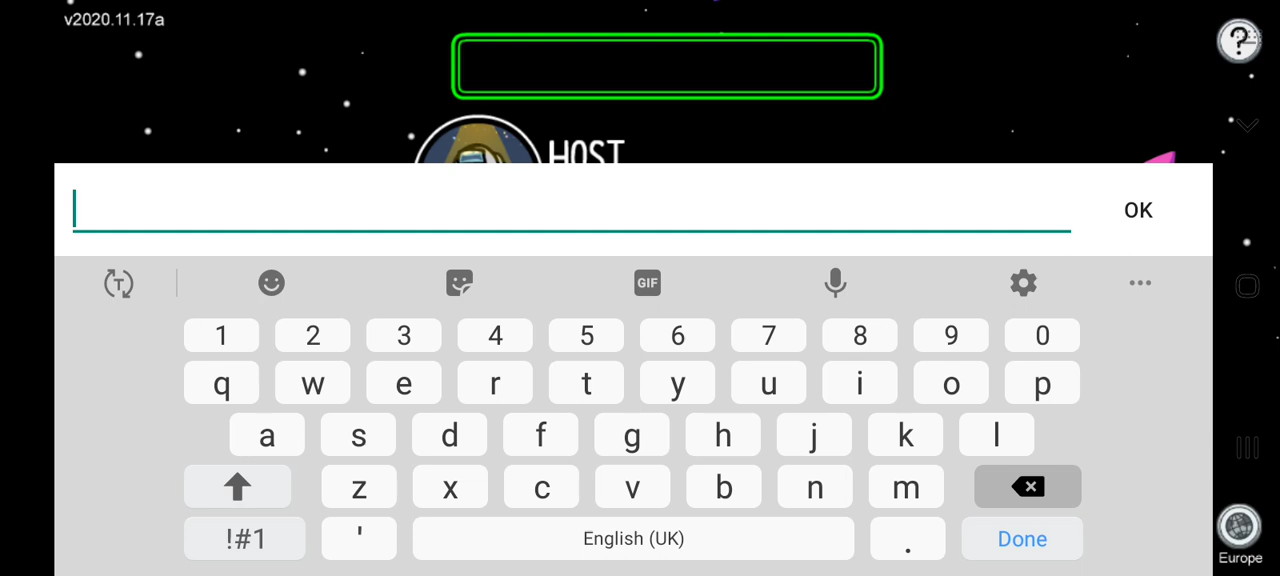 v2020.11.17a
?
HOST
OK
T
GIF
1 2 3 4 5 6 7 8 9 0
q w e r t y u i o p
a s d f g h j k l
z x c v b n m
!#1 ' English (UK) . Done
Europe